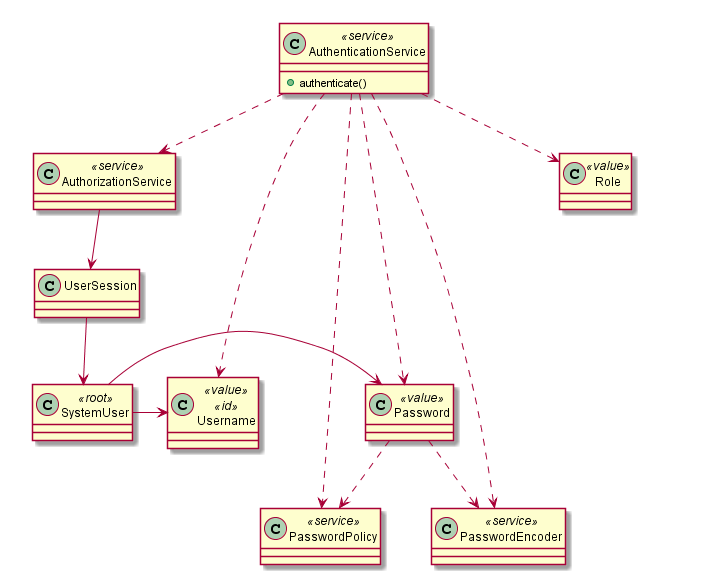 C «service»
AuthenticationService
authenticate()
C «service»
AuthorizationService
C «value»
Role
C UserSession
C «root»
SystemUser
C «value»
«id»
Username
C «value»
Password
C «service»
PasswordPolicy
C «service»
PasswordEncoder